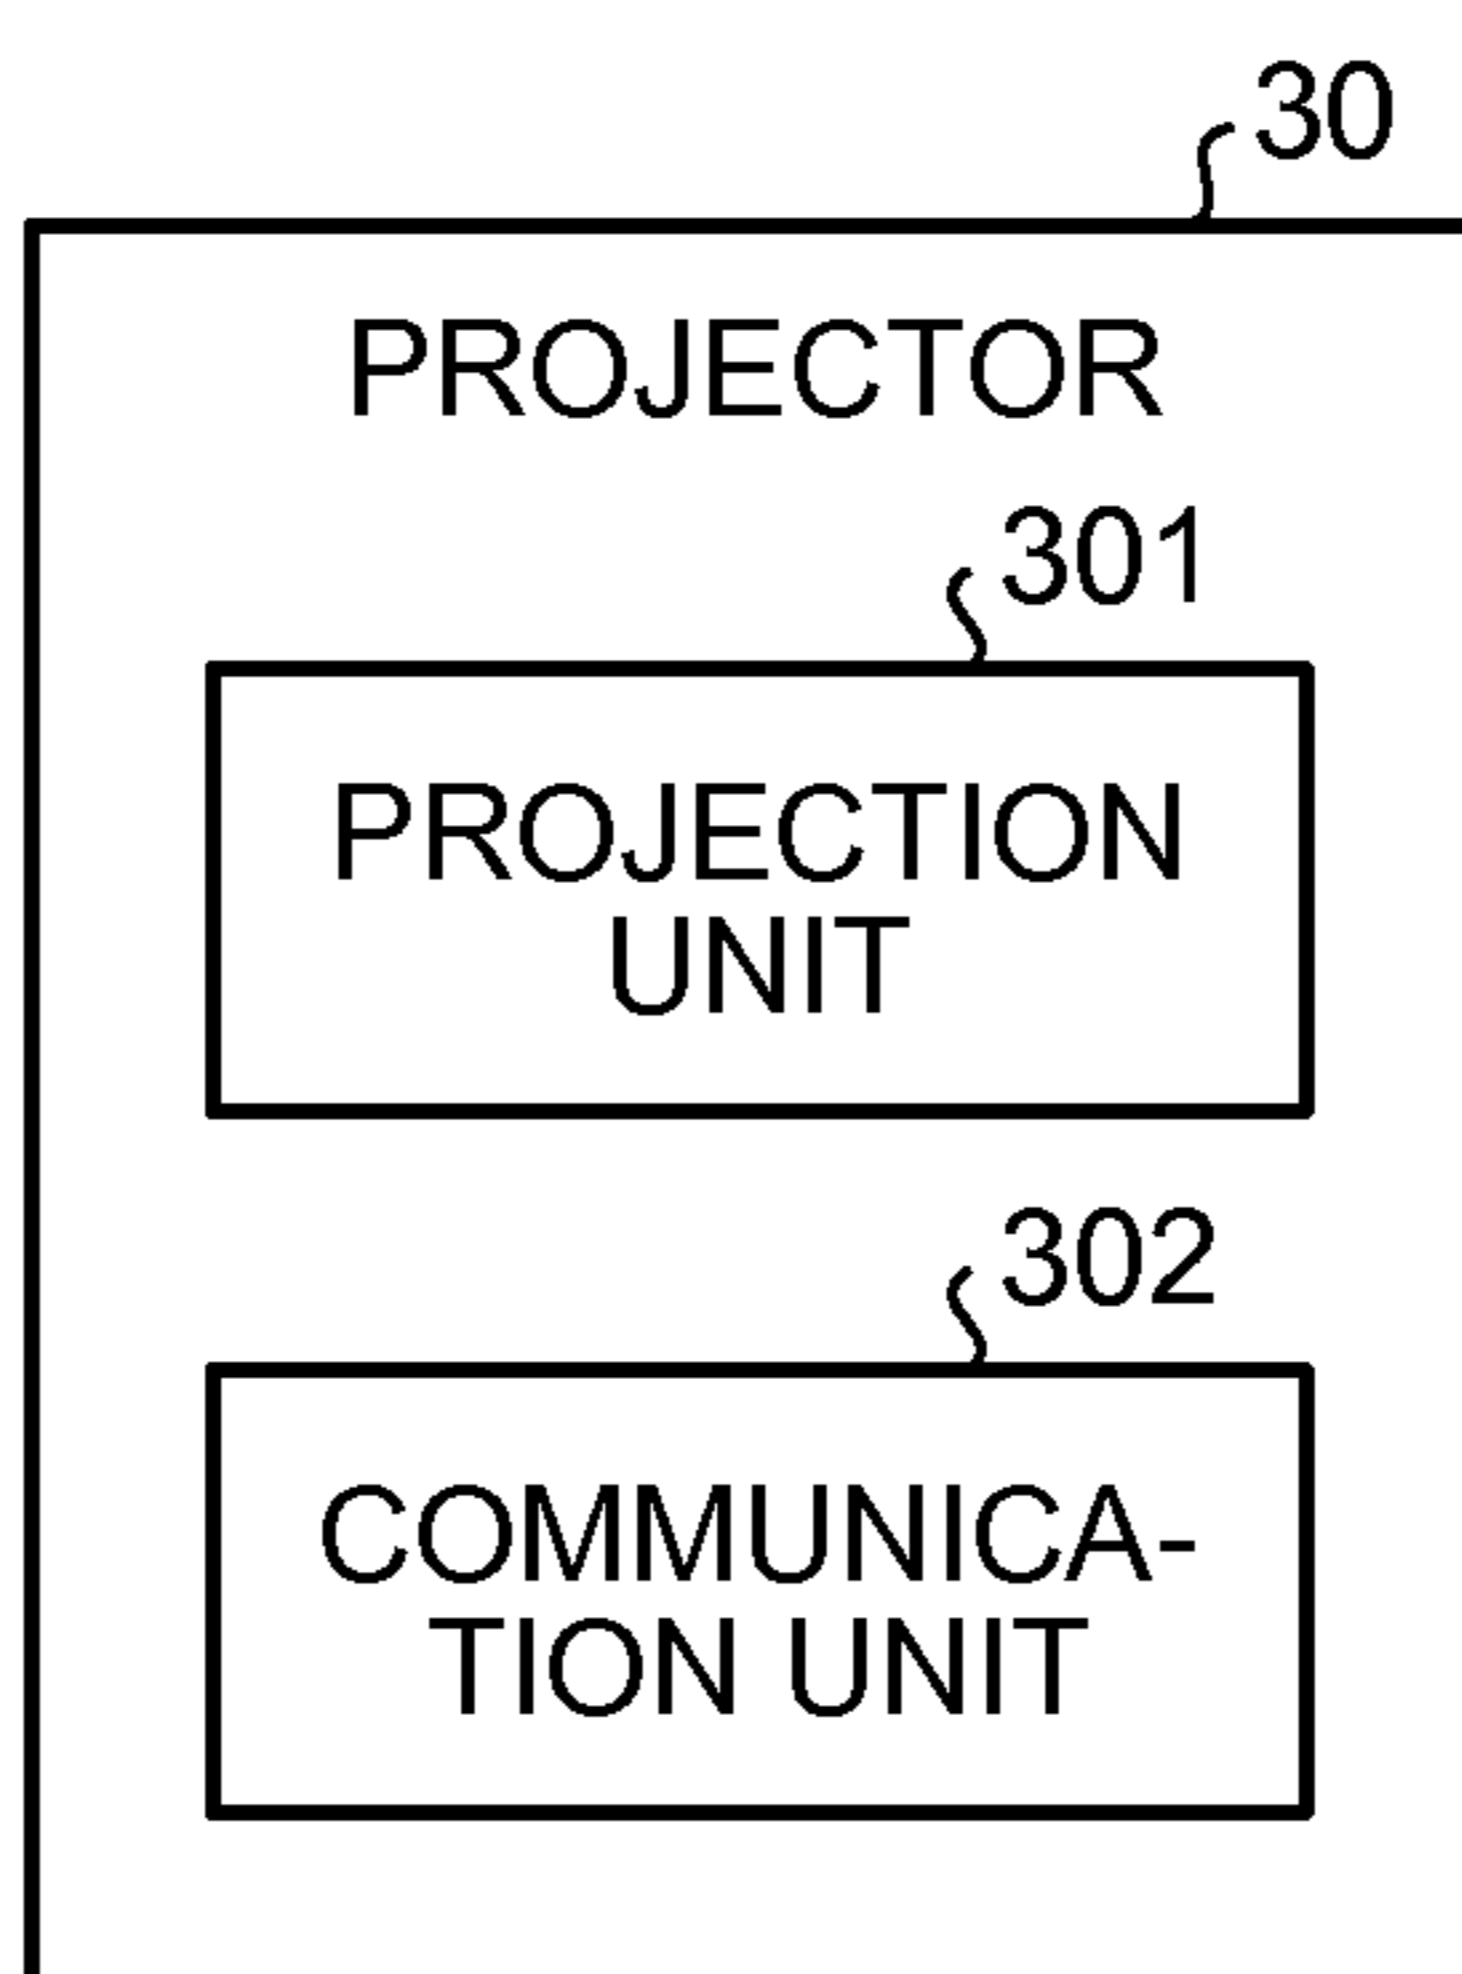 30
PROJECTOR
301
PROJECTION
UNIT
302
COMMUNICA-
TION UNIT